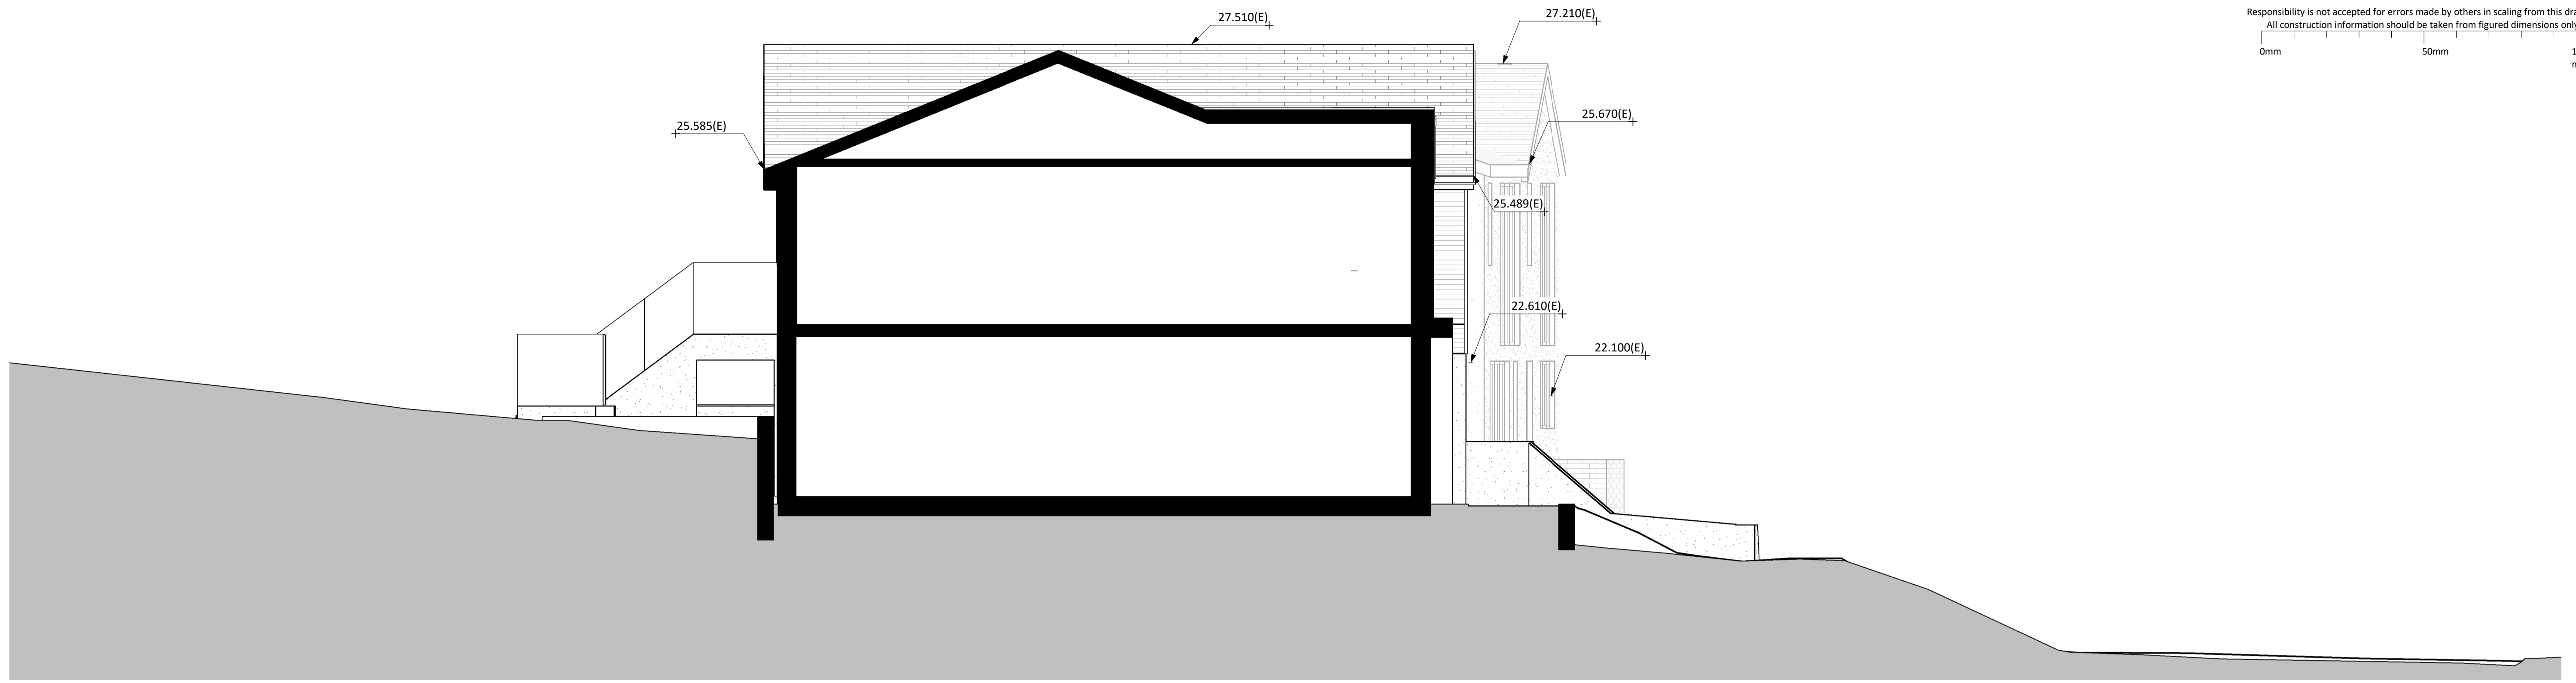 27.510(E)
27.210(E)
Responsibility is not accepted for errors made by others in scaling from this
All construction information should be taken from figured dimensions only
0mm
50mm
25.585(E)
25.670(E)
25.489(E)
22.610(E)
22.100(E)